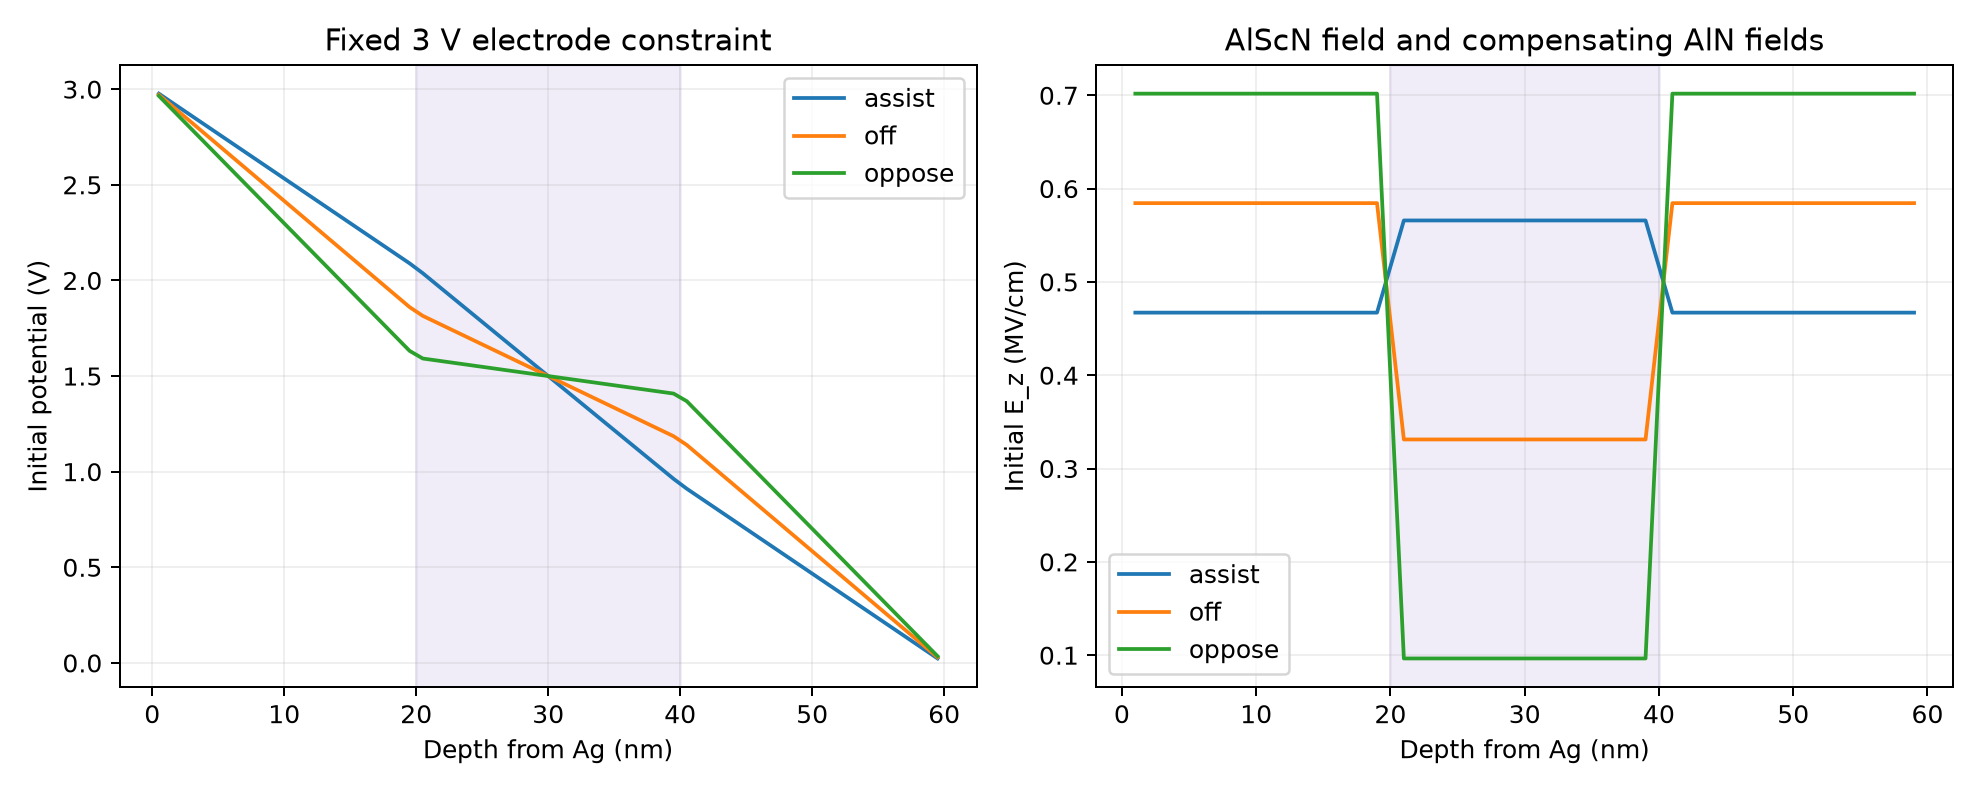 Fixed 3 V electrode constraint
Initial potential (V)
3.0
2.5
2.0
1.5
1.0
0.5
0.0
assist
off
oppose
0 10 20 30 40 50 60
Depth from Ag (nm)
AlScN field and compensating AlN fields
Initial E_z (MV/cm)
0.7
0.6
0.5
0.4
0.3
0.2
0.1
assist
off
oppose
0 10 20 30 40 50 60
Depth from Ag (nm)